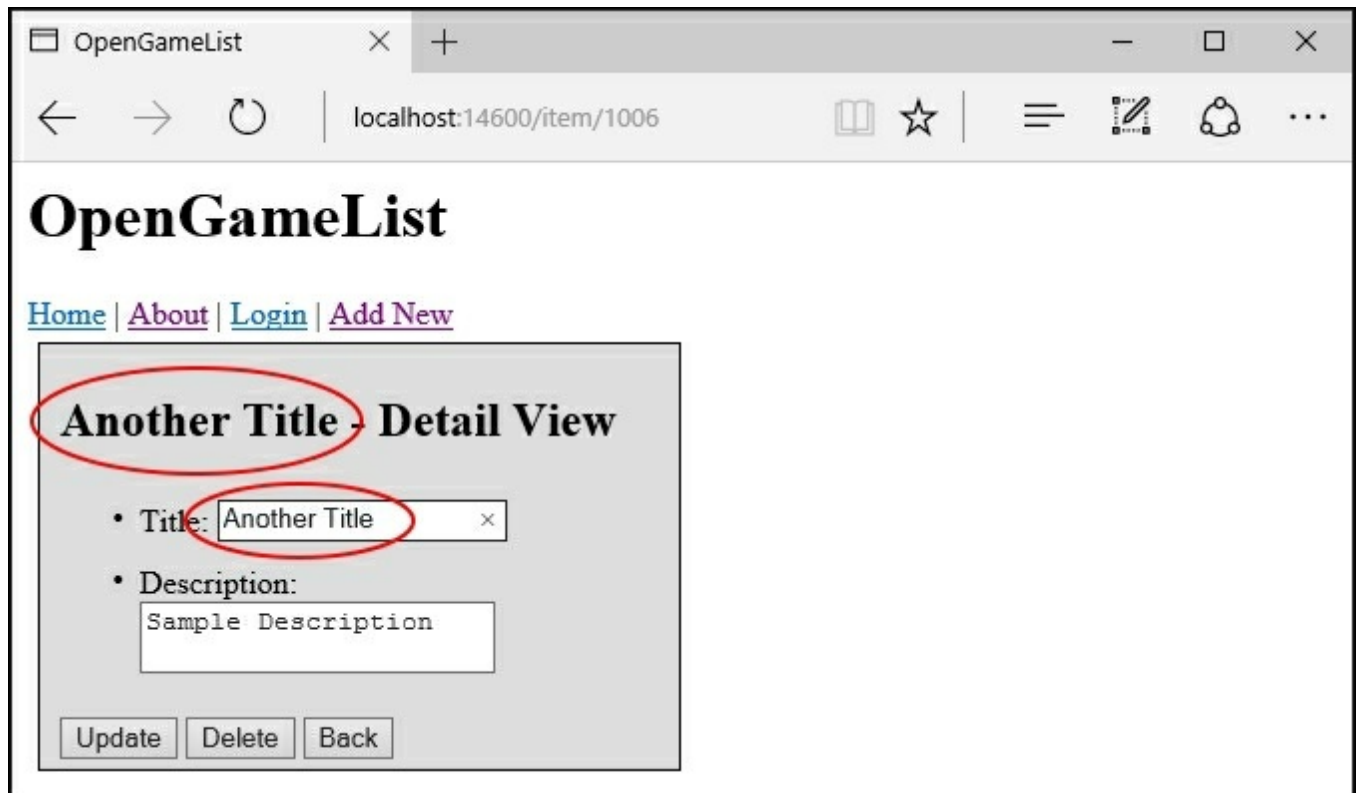 OpenGameList
localhost:14600/item/1006
OpenGameList
Home | About | Login | Add New
Another Title - Detail View
• Title: Another Title
• Description:
Sample Description
Update Delete Back